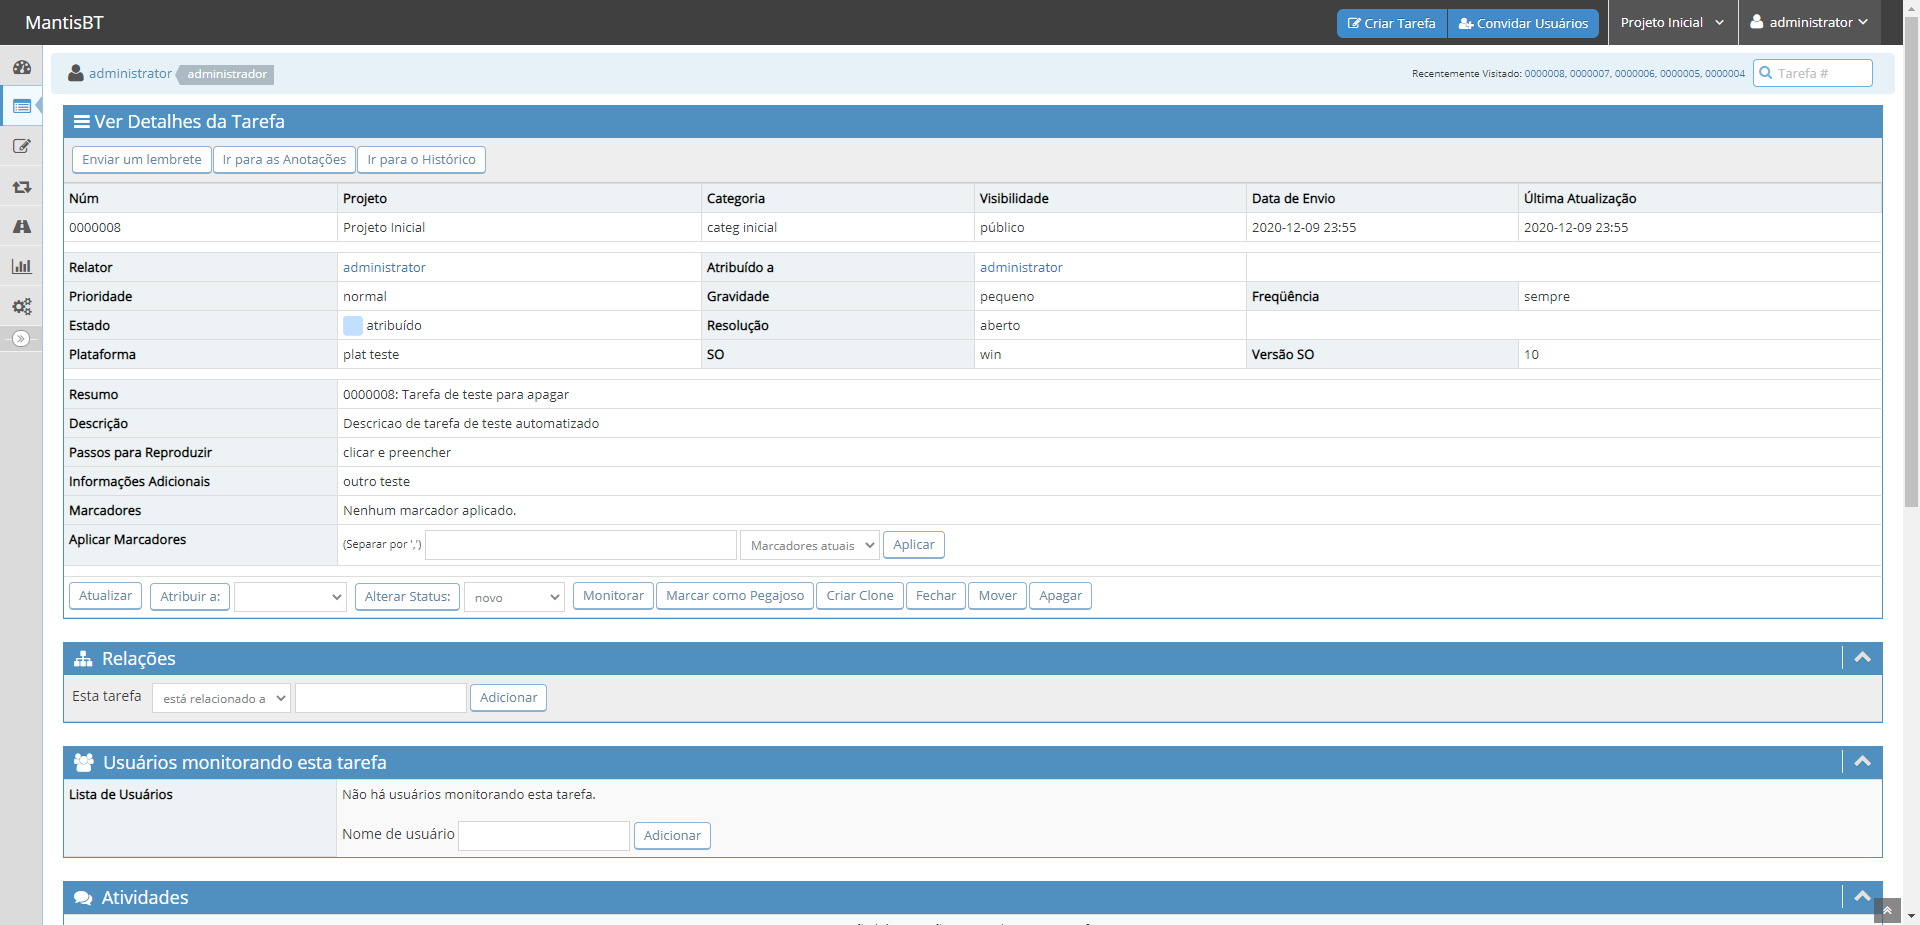 MantisBT
Criar Tarefa
Convidar Usuários
Projeto Inicial
administrator
administrator administrador
Recentemente Visitado: 0000008, 0000007, 0000006, 0000005, 0000004
Tarefa #
Ver Detalhes da Tarefa
Enviar um lembrete
Ir para as Anotações
Ir para o Histórico
Núm Projeto Categoria Visibilidade Data de Envio Última Atualização
0000008 Projeto Inicial categ inicial público 2020-12-09 23:55 2020-12-09 23:55
Relator administrator Atribuído a administrator
Prioridade normal Gravidade pequeno Freqüência sempre
Estado atribuído Resolução aberto
Plataforma plat teste SO win Versão SO 10
Resumo 0000008: Tarefa de teste para apagar
Descrição Descricao de tarefa de teste automatizado
Passos para Reproduzir clicar e preencher
Informações Adicionais outro teste
Marcadores Nenhum marcador aplicado.
Aplicar Marcadores (Separar por ',') Marcadores atuais Aplicar
Atualizar Atribuir a: Alterar Status: novo Monitorar Marcar como Pegajoso Criar Clone Fechar Mover Apagar
Relações
Esta tarefa está relacionado a Adicionar
Usuários monitorando esta tarefa
Lista de Usuários Não há usuários monitorando esta tarefa.
Nome de usuário Adicionar
Atividades